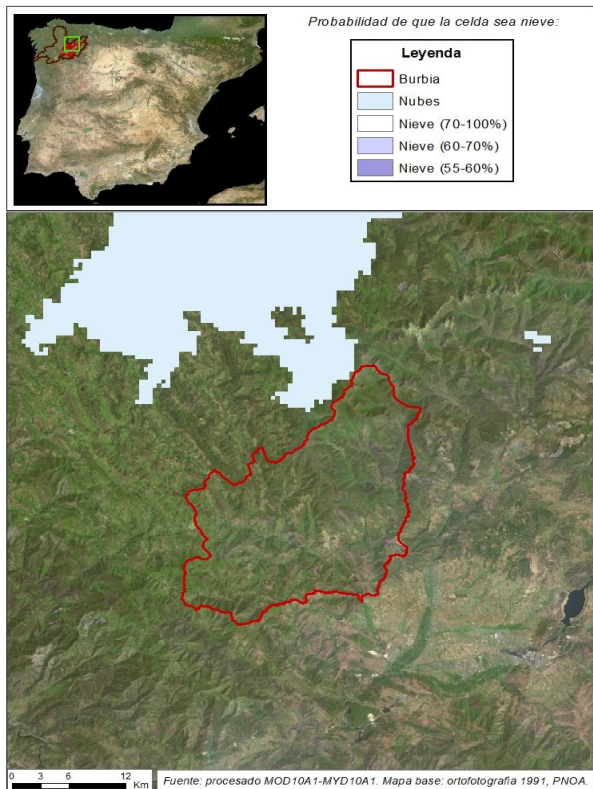 Probabilidad de que la celda sea nieve:
Leyenda
Burbia
Nubes
Nieve (70-100%)
Nieve (60-70%)
Nieve (55-60%)
0 3 6 12
Km
Fuente: procesado MOD10A1-MYD10A1. Mapa base: ortofotografia 1991, PNOA.